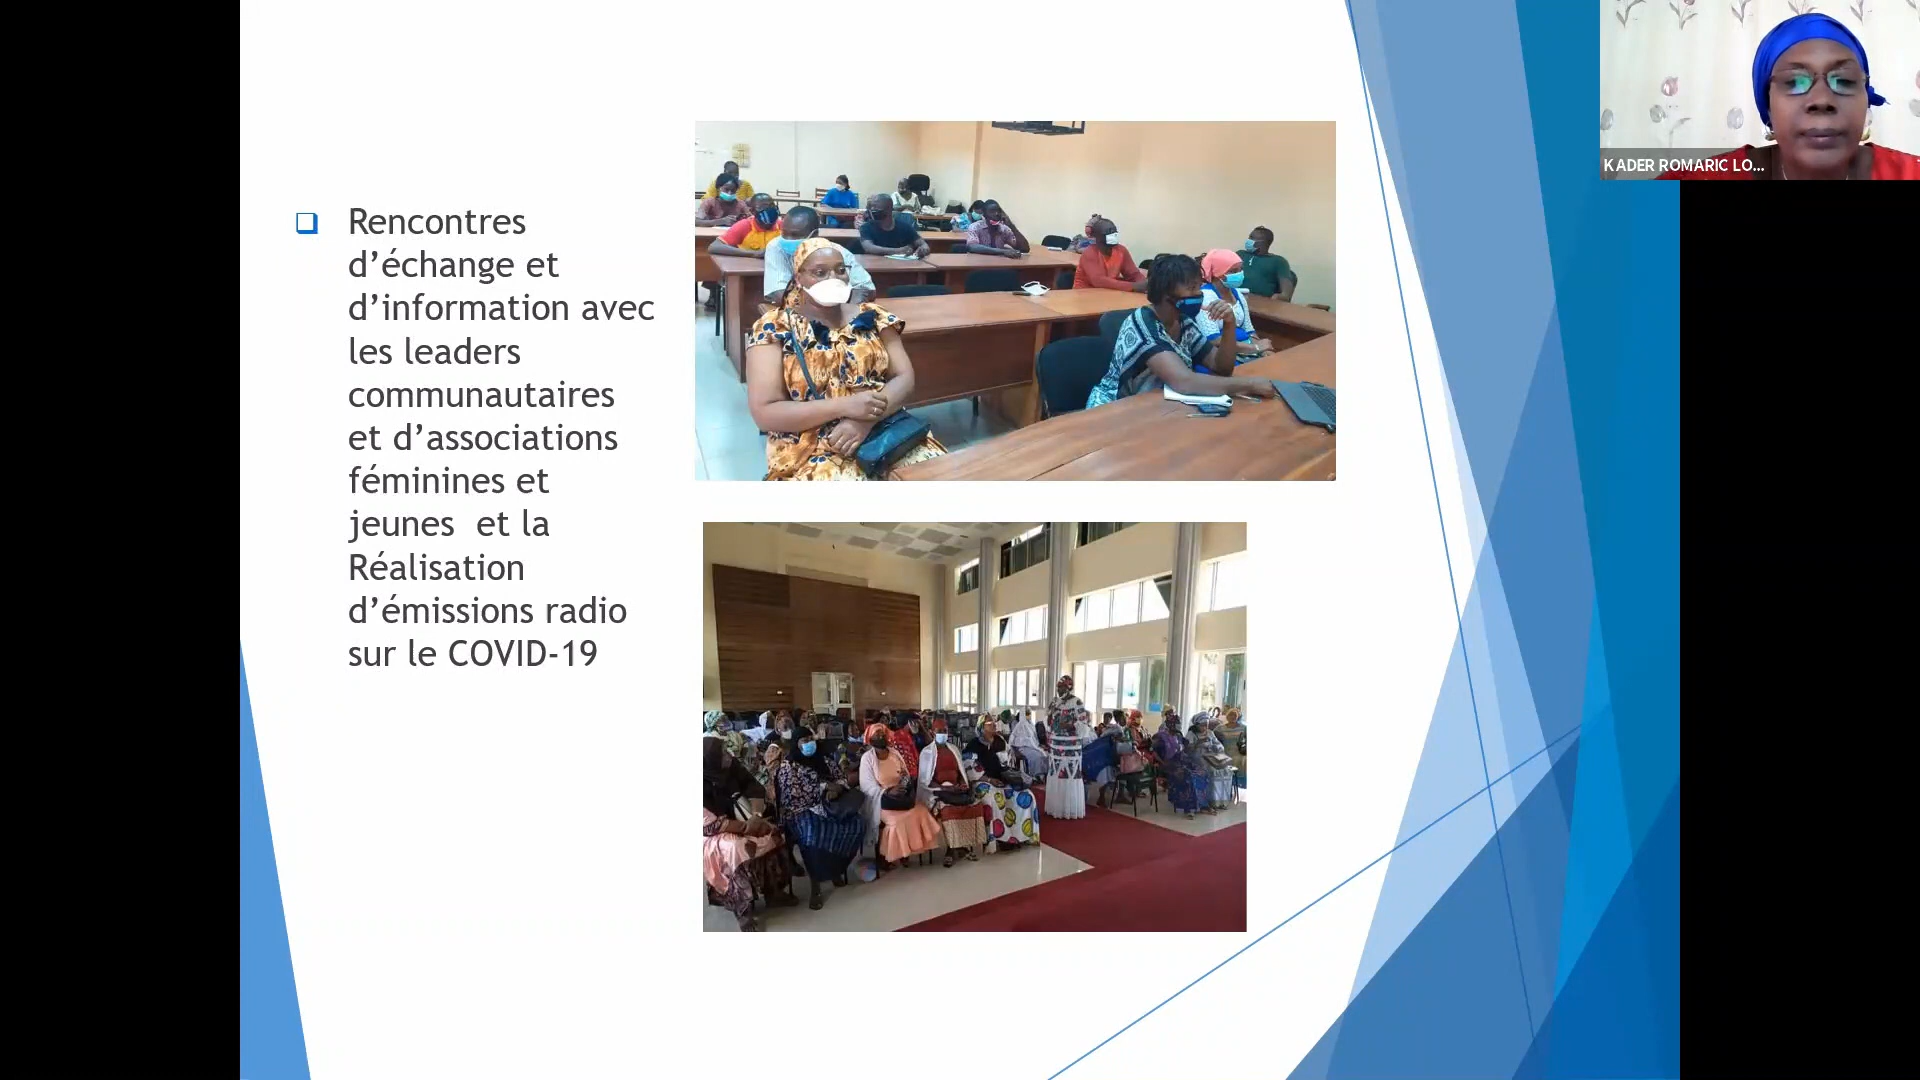 Rencontres
d’échange et
d’information avec
les leaders
communautaires
et d’associations
féminines et
jeunes  et la
Réalisation
d’émissions radio
sur le COVID-19
KADER ROMARIC LO...